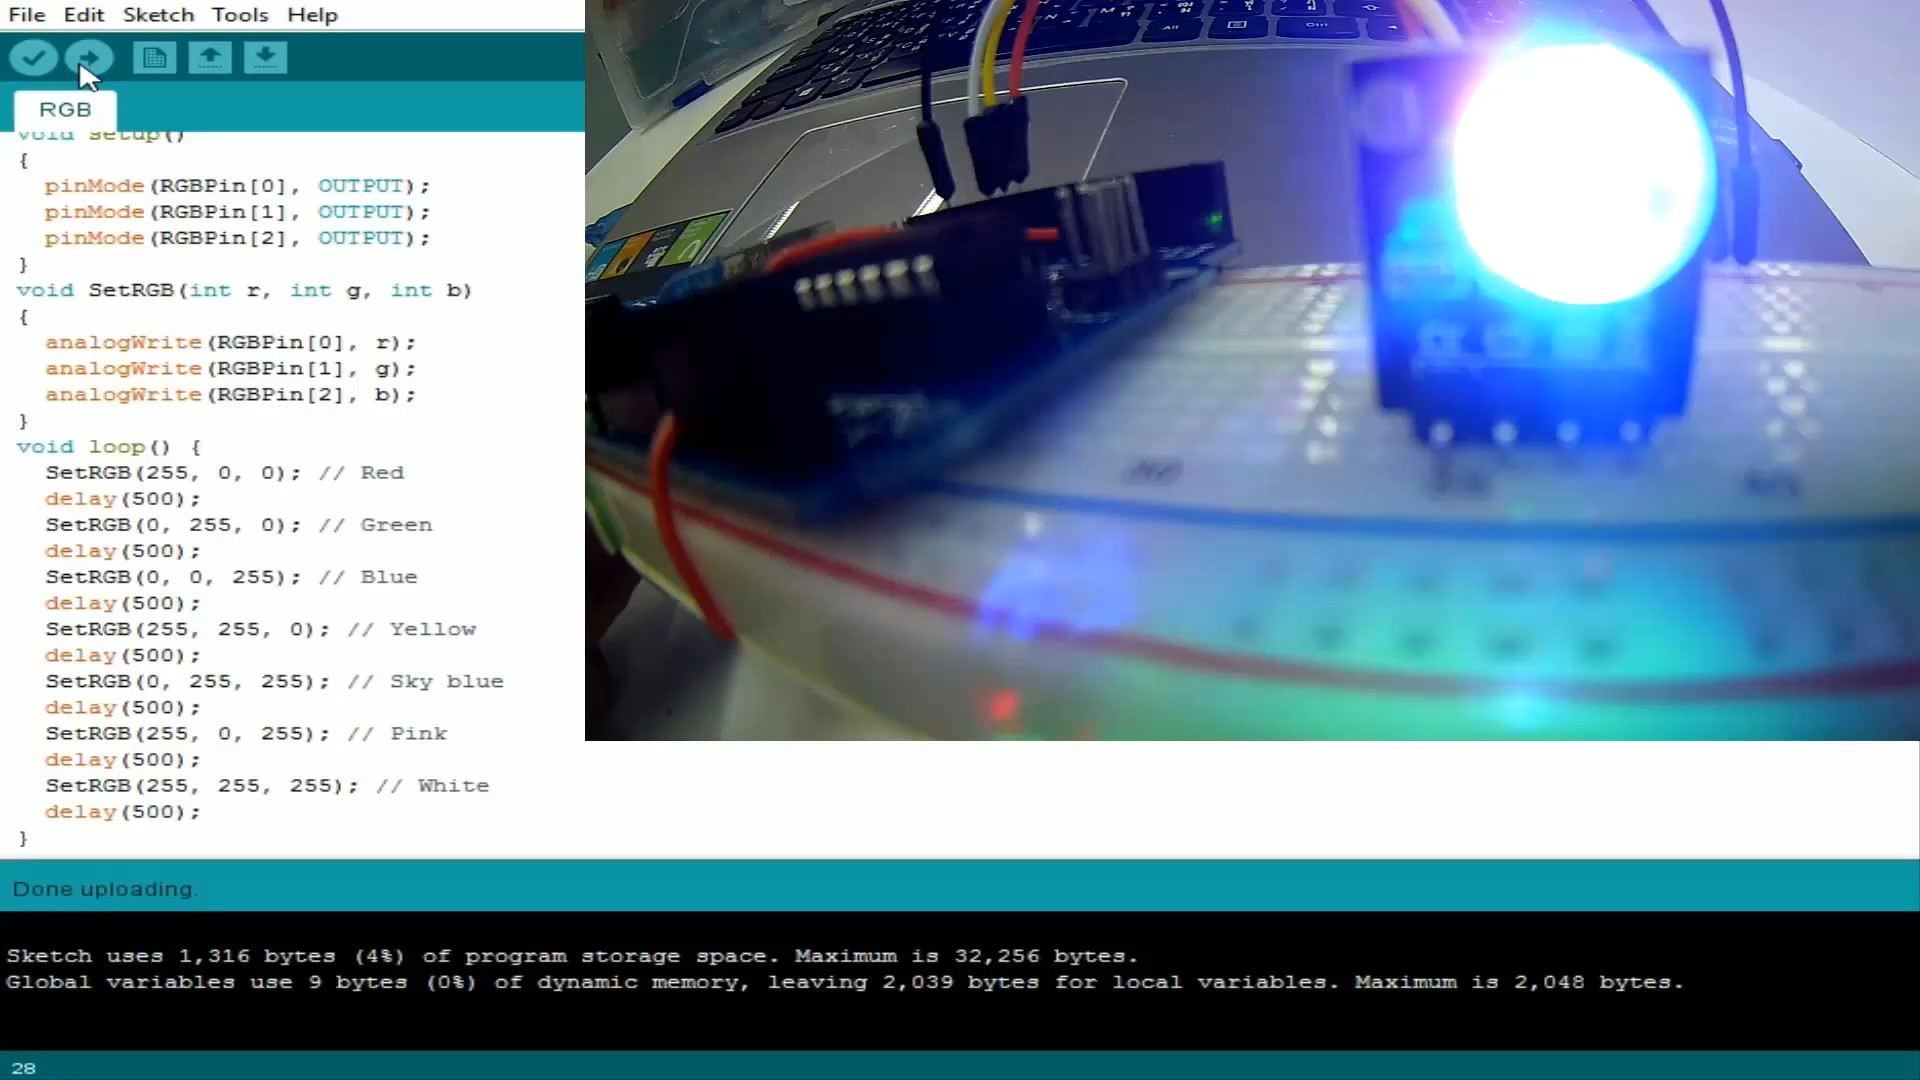 File Edit Sketch Tools Help
RGB
void setup()
{
pinMode(RGBPin[0], OUTPUT);
pinMode(RGBPin[1], OUTPUT);
pinMode(RGBPin[2], OUTPUT);
}
void SetRGB(int r, int g, int b)
{
analogWrite(RGBPin[0], r);
analogWrite(RGBPin[1], g);
analogWrite(RGBPin[2], b);
}
void loop() {
SetRGB(255, 0, 0); // Red
delay(500);
SetRGB(0, 255, 0); // Green
delay(500);
SetRGB(0, 0, 255); // Blue
delay(500);
SetRGB(255, 255, 0); // Yellow
delay(500);
SetRGB(0, 255, 255); // Sky blue
delay(500);
SetRGB(255, 0, 255); // Pink
delay(500);
SetRGB(255, 255, 255); // White
delay(500);
}
Done uploading.
Sketch uses 1,316 bytes (4%) of program storage space. Maximum is 32,256 bytes.
Global variables use 9 bytes (0%) of dynamic memory, leaving 2,039 bytes for local variables. Maximum is 2,048 bytes.
28